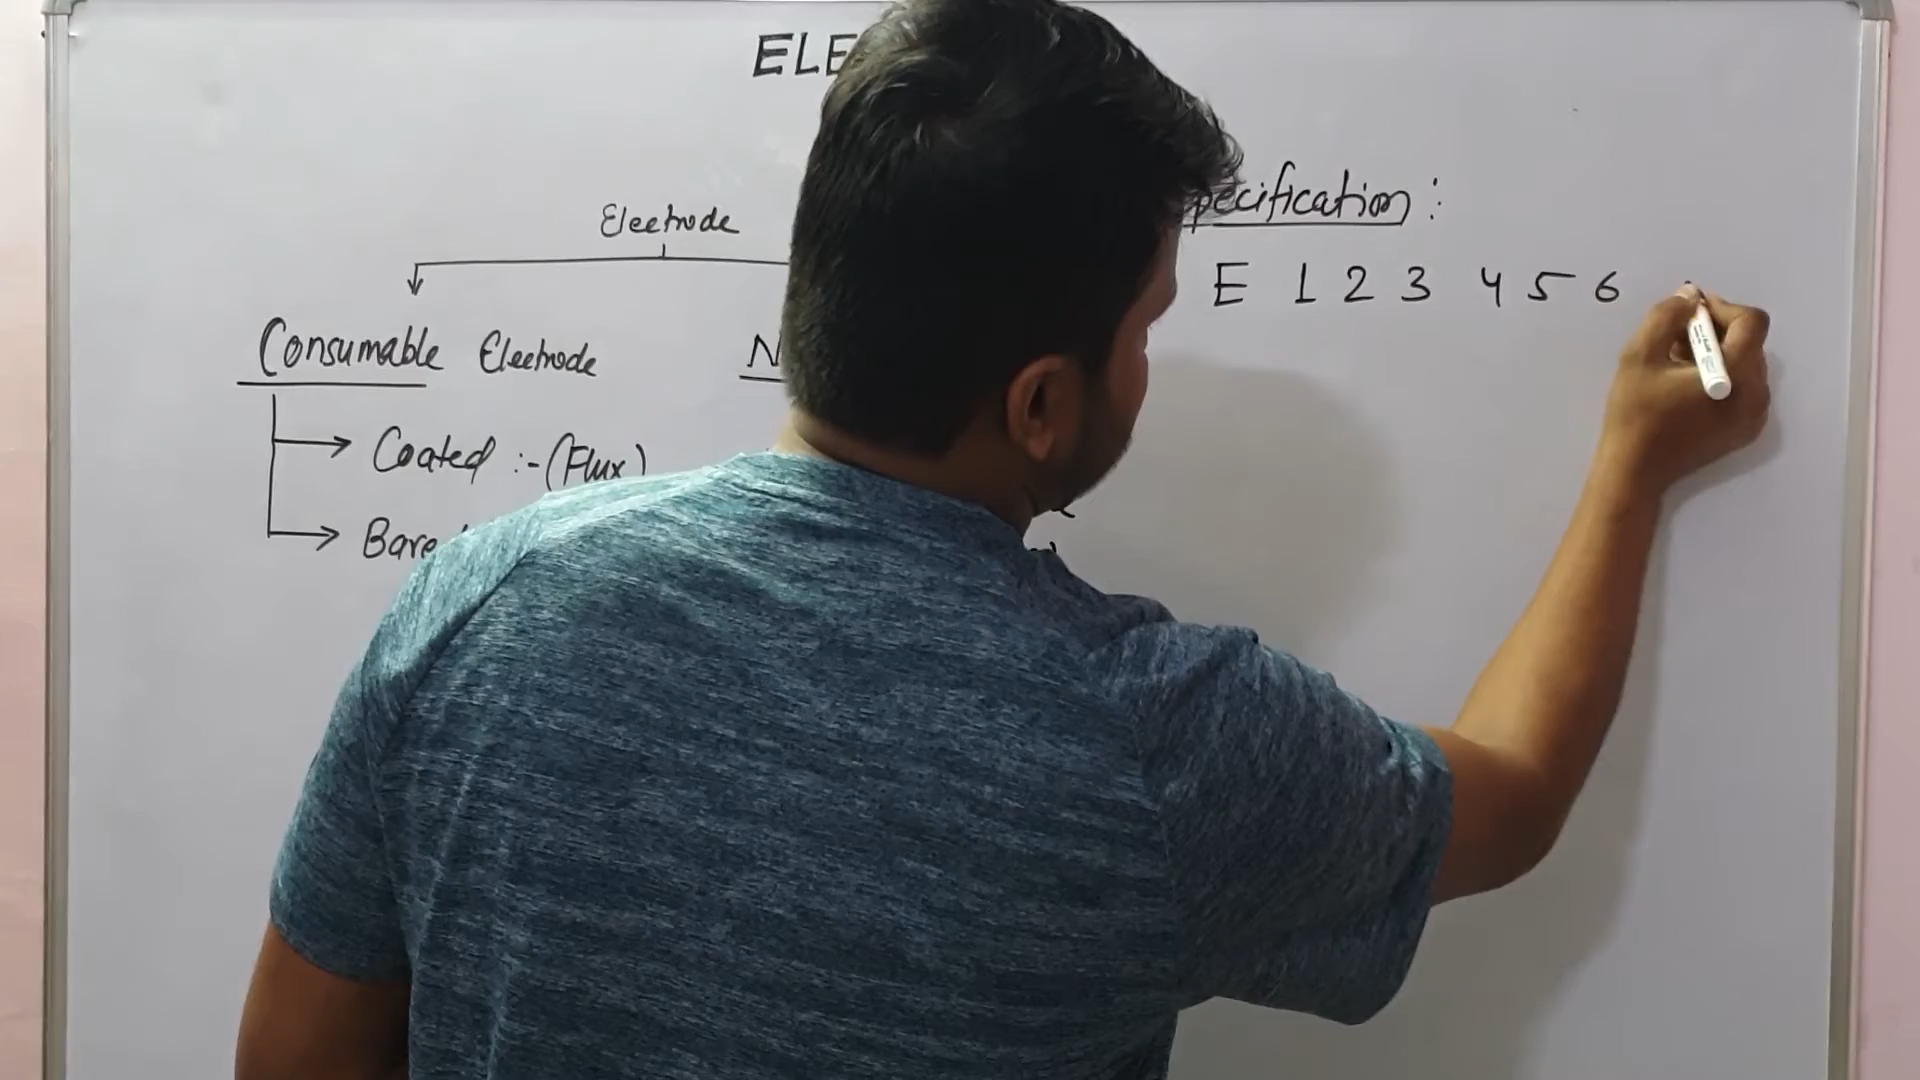 ELE
Electrode
Consumable Electrode
Coated :- (Flux)
Bare
N
pecification :
E 1 2 3 4 5 6